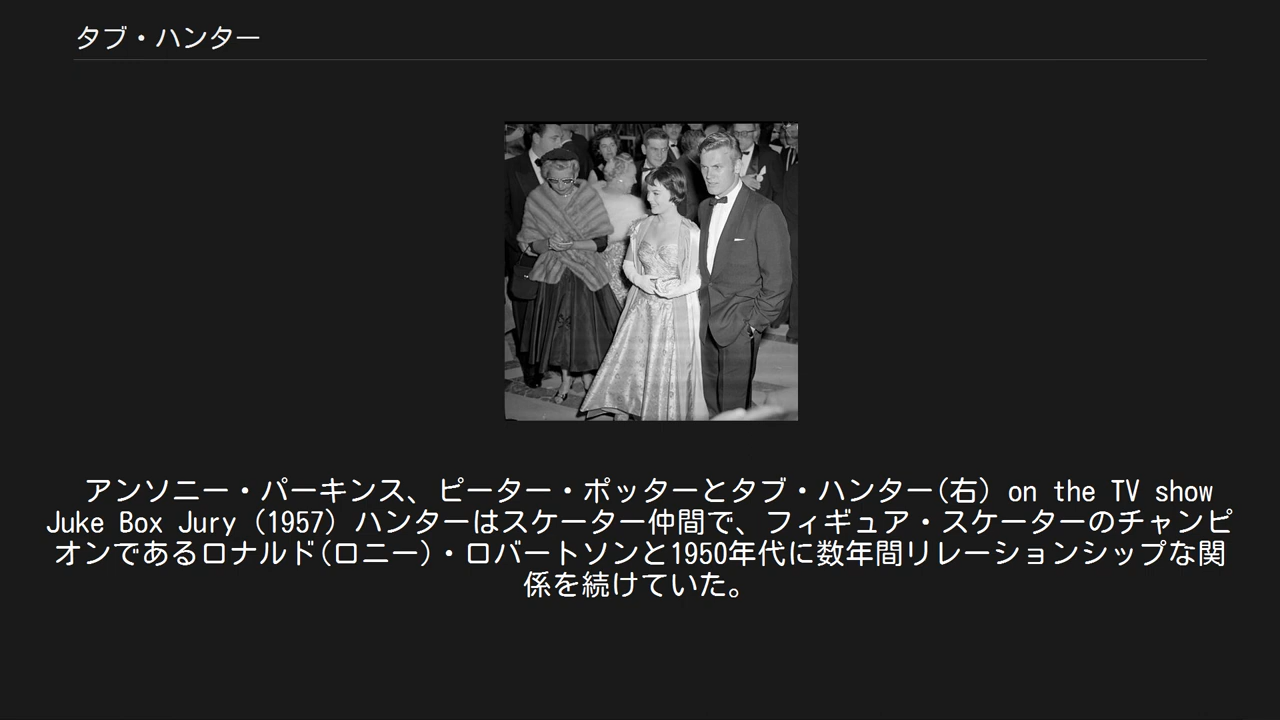 タブ・ハンター
アンソニー・パーキンス、ピーター・ポッターとタブ・ハンター(右) on the TV show
Juke Box Jury (1957) ハンターはスケーター仲間で、フィギュア・スケーターのチャンピ
オンであるロナルド(ロニー)・ロバートソンと1950年代に数年間リレーションシップな関
係を続けていた。